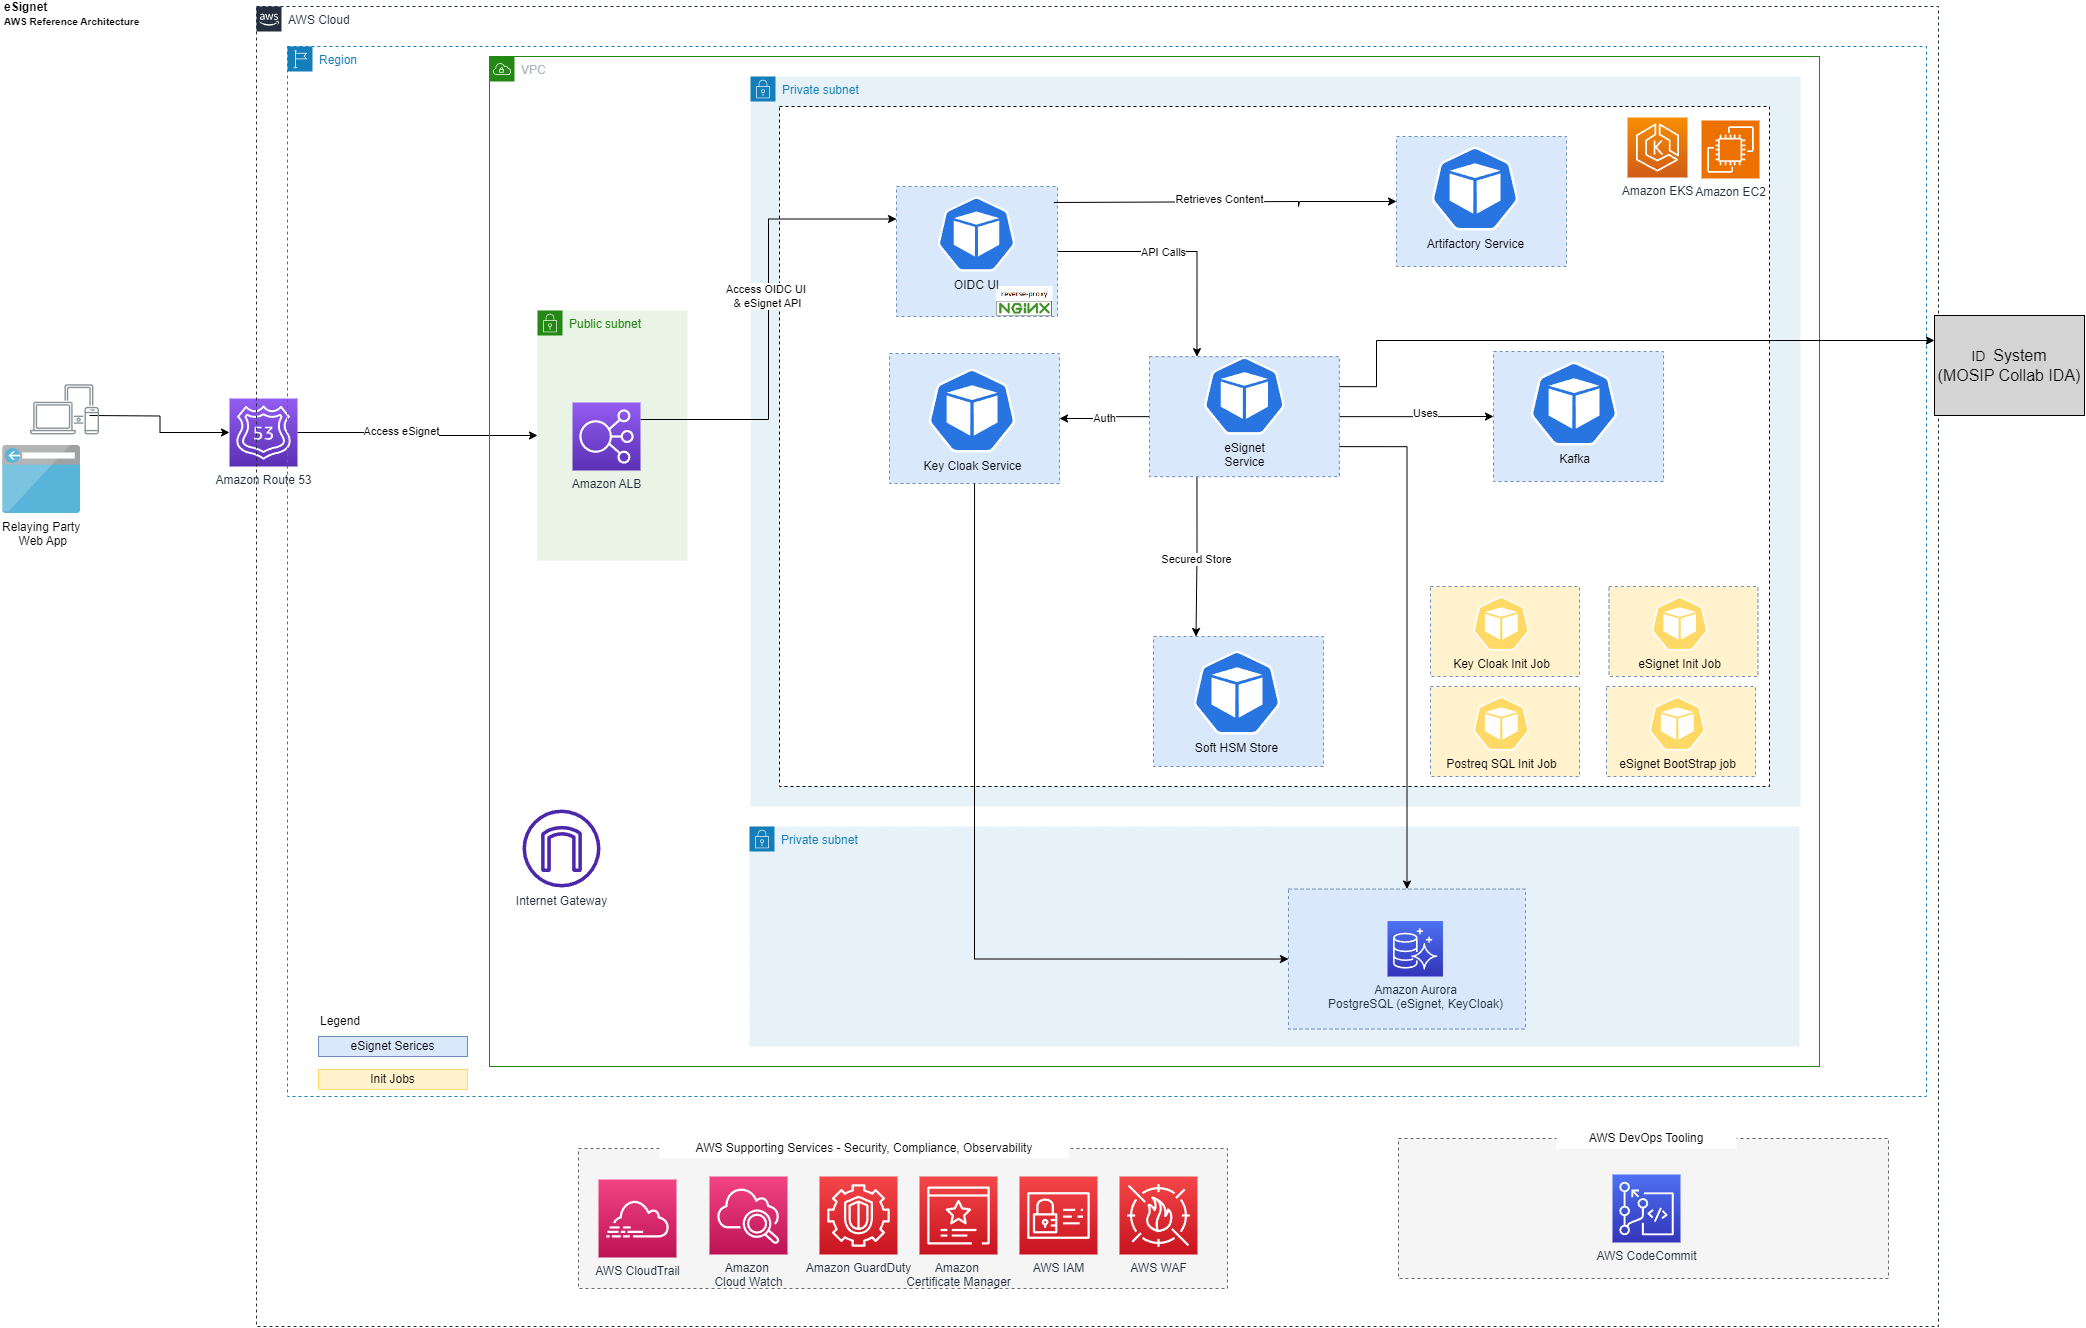 eSignet
AWS Reference Architecture
aws
AWS Cloud
Region
VPC
Private subnet
Amazon EKS
Amazon EC2
K
Artifactory Service
Retrieves Content
OIDC UI
reverse-proxy
NGINX
API Calls
Access OIDC UI
& eSignet API
Public subnet
Amazon ALB
Relaying Party
Web App
53
Amazon Route 53
Access eSignet
Key Cloak Service
Auth
eSignet
Service
Uses
Kafka
ID System
(MOSIP Collab IDA)
Secured Store
Soft HSM Store
Key Cloak Init Job
eSignet Init Job
Postreq SQL Init Job
eSignet BootStrap job
Internet Gateway
Private subnet
Amazon Aurora
PostgreSQL (eSignet, KeyCloak)
Legend
eSignet Serices
Init Jobs
AWS Supporting Services - Security, Compliance, Observability
AWS CloudTrail
Amazon
Cloud Watch
Amazon GuardDuty
Amazon
Certificate Manager
AWS IAM
AWS WAF
AWS DevOps Tooling
AWS CodeCommit